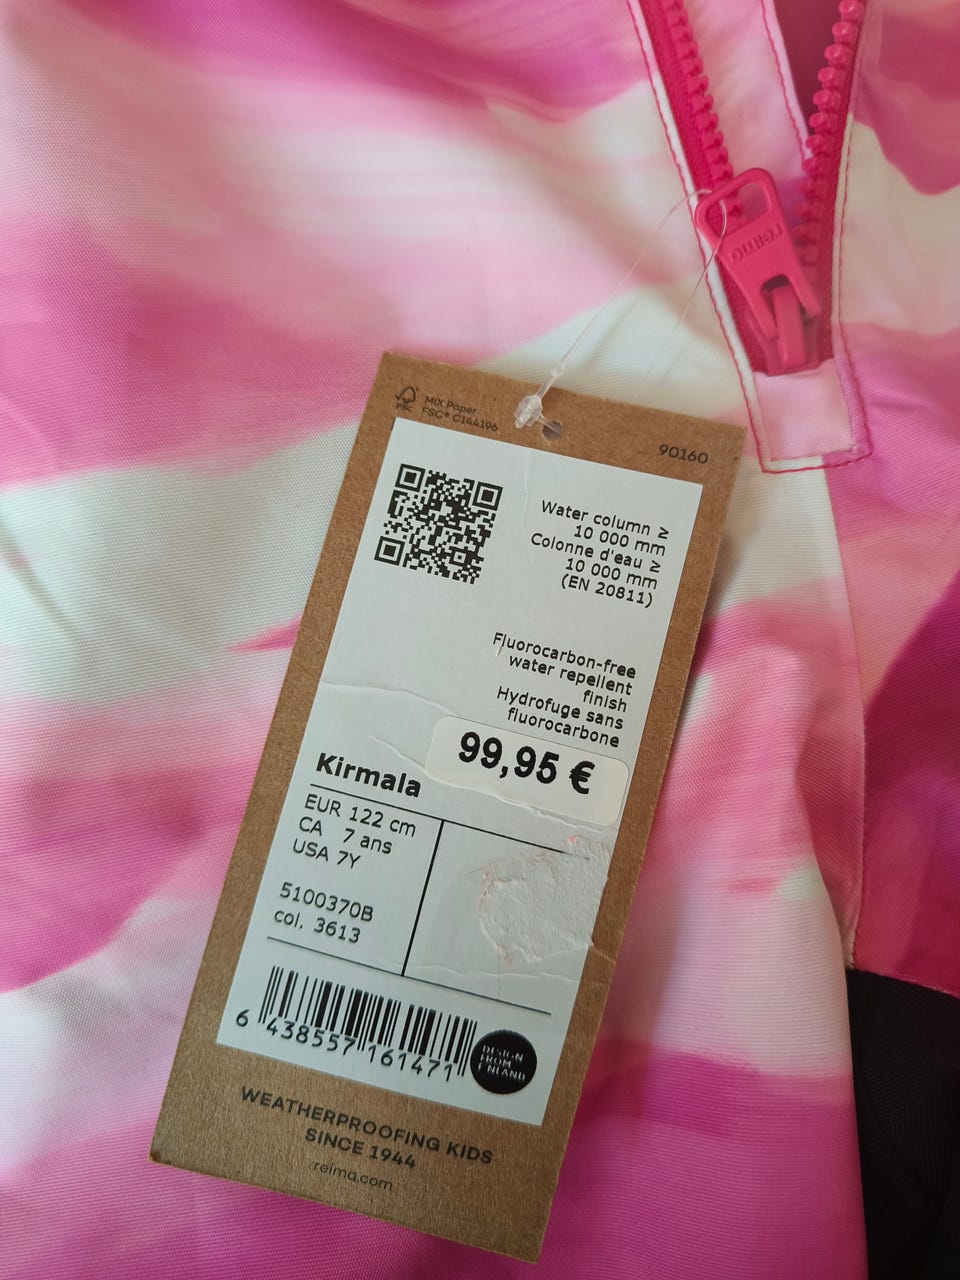 reima
MIX Paper
FSC® C144196
FSC
90160
Water column ≥
10 000 mm
Colonne d'eau ≥
10 000 mm
(EN 20811)
Fluorocarbon-free
water repellent
finish
Hydrofuge sans
fluorocarbone
99,95 €
Kirmala
EUR 122 cm
CA 7 ans
USA 7Y
5100370B
col. 3613
6 438557 161471
DESIGN
FROM
FINLAND
WEATHERPROOFING KIDS
SINCE 1944
reima.com